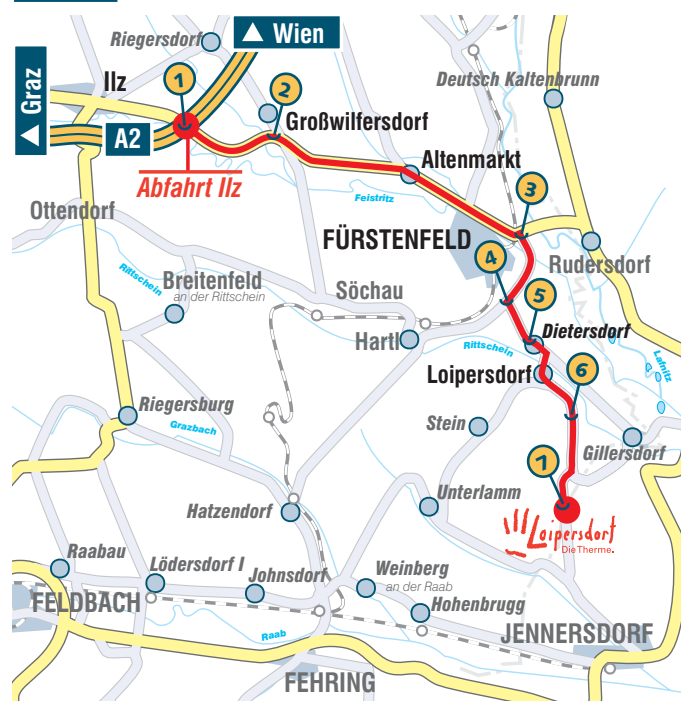 Riegersdorf
▲ Wien
◀ Graz
Ilz
1
2
Deutsch Kaltenbrunn
Großwilfersdorf
A2
Altenmarkt
Abfahrt Ilz
Feistritz
Ottendorf
3
FÜRSTENFELD
4
Rudersdorf
Rittschein
Breitenfeld
an der Rittschein
Söchau
5
Dietersdorf
Hartl
Rittschein
Lafnitz
Loipersdorf
6
Riegersburg
Grazbach
Stein
Gillersdorf
7
Unterlamm
Hatzendorf
Loipersdorf
Die Therme.
Raabau
Lödersdorf I
Johnsdorf
Weinberg
an der Raab
FELDBACH
Hohenbrugg
Raab
JENNERSDORF
FEHRING